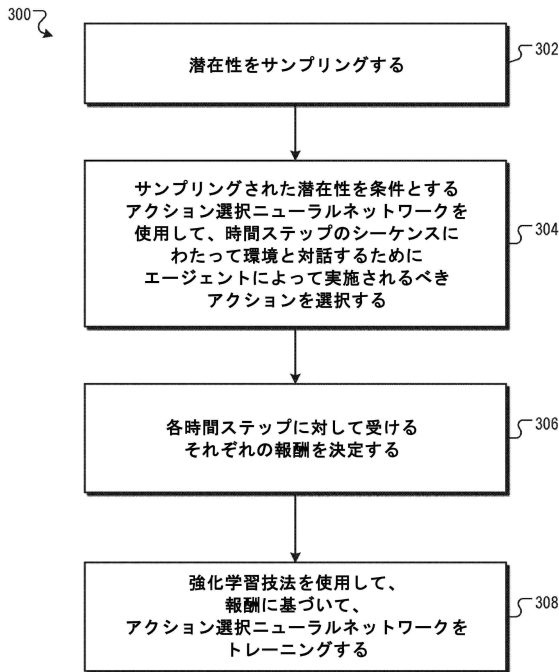 300
潜在性をサンプリングする
302
サンプリングされた潜在性を条件とする
アクション選択ニューラルネットワークを
使用して、時間ステップのシーケンスに
わたって環境と対話するために
エージェントによって実施されるべき
アクションを選択する
304
各時間ステップに対して受ける
それぞれの報酬を決定する
306
強化学習技法を使用して、
報酬に基づいて、
アクション選択ニューラルネットワークを
トレーニングする
308